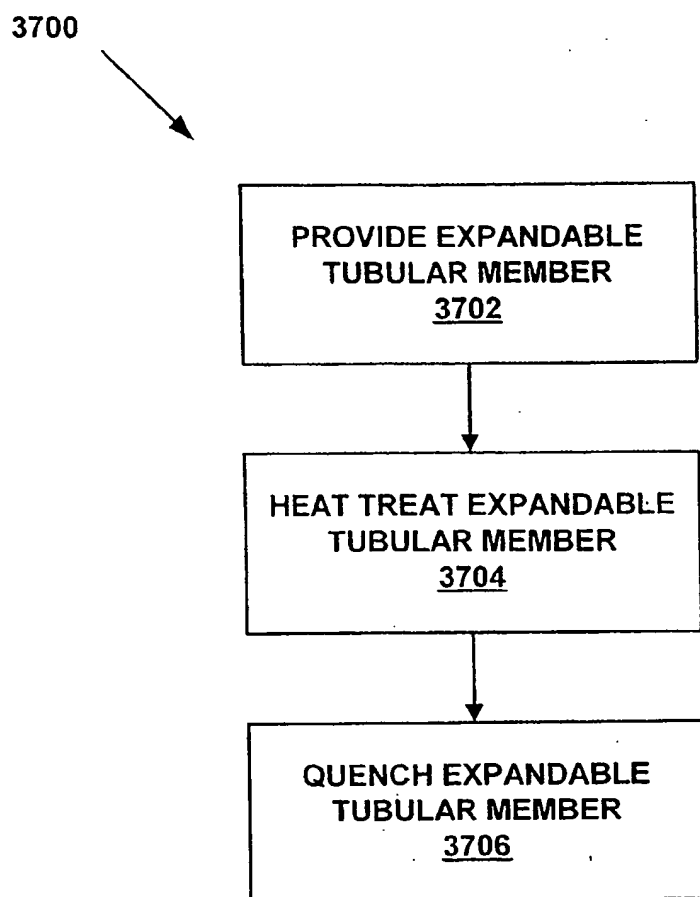 3700
PROVIDE EXPANDABLE
TUBULAR MEMBER
3702
HEAT TREAT EXPANDABLE
TUBULAR MEMBER
3704
QUENCH EXPANDABLE
TUBULAR MEMBER
3706